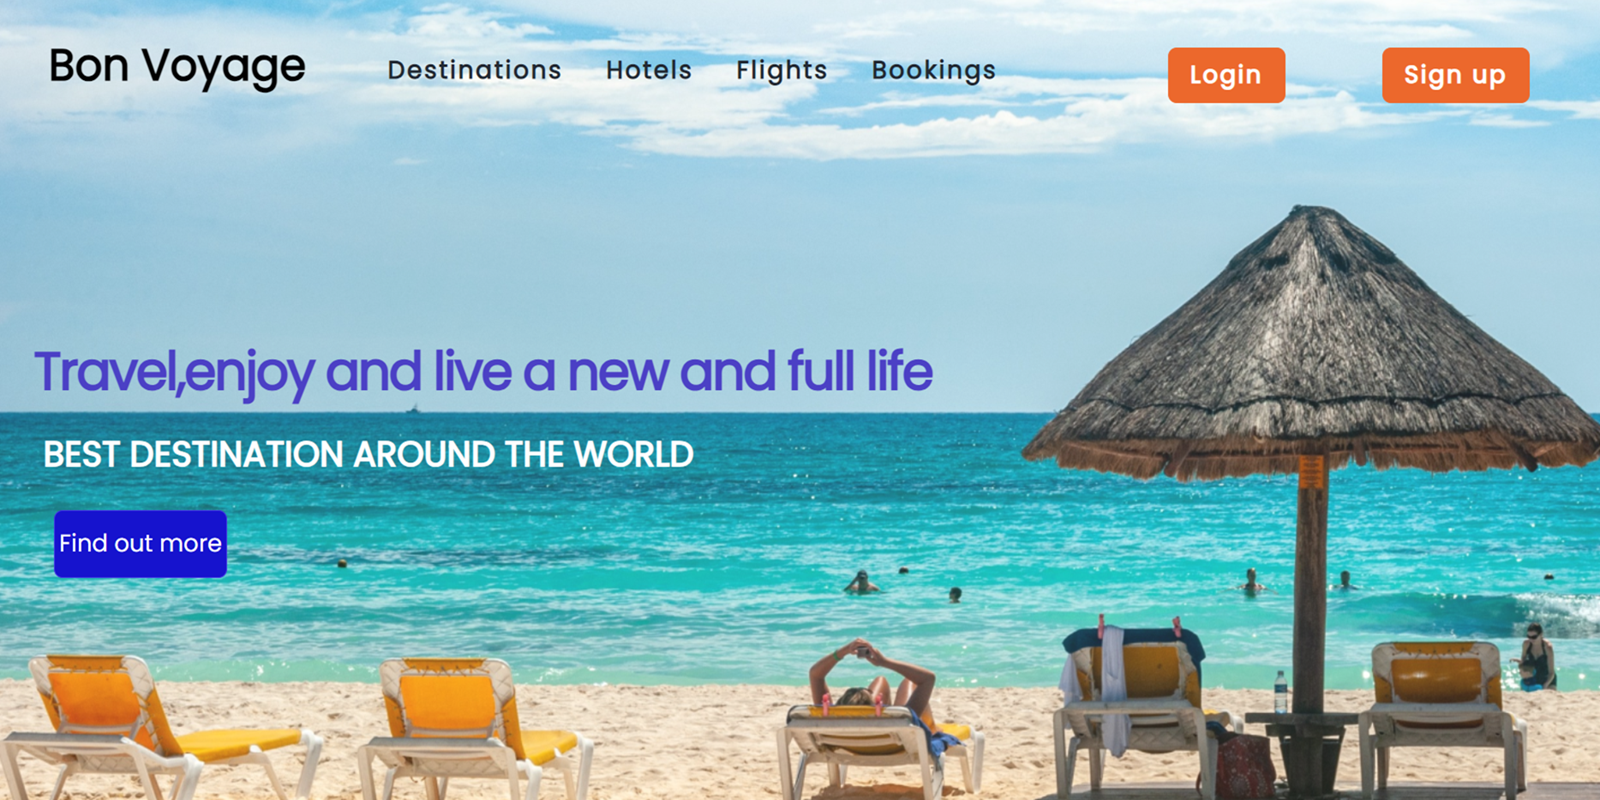 Bon Voyage Destinations Hotels Flights Bookings Login Sign up
Travel,enjoy and live a new and full life
BEST DESTINATION AROUND THE WORLD
Find out more